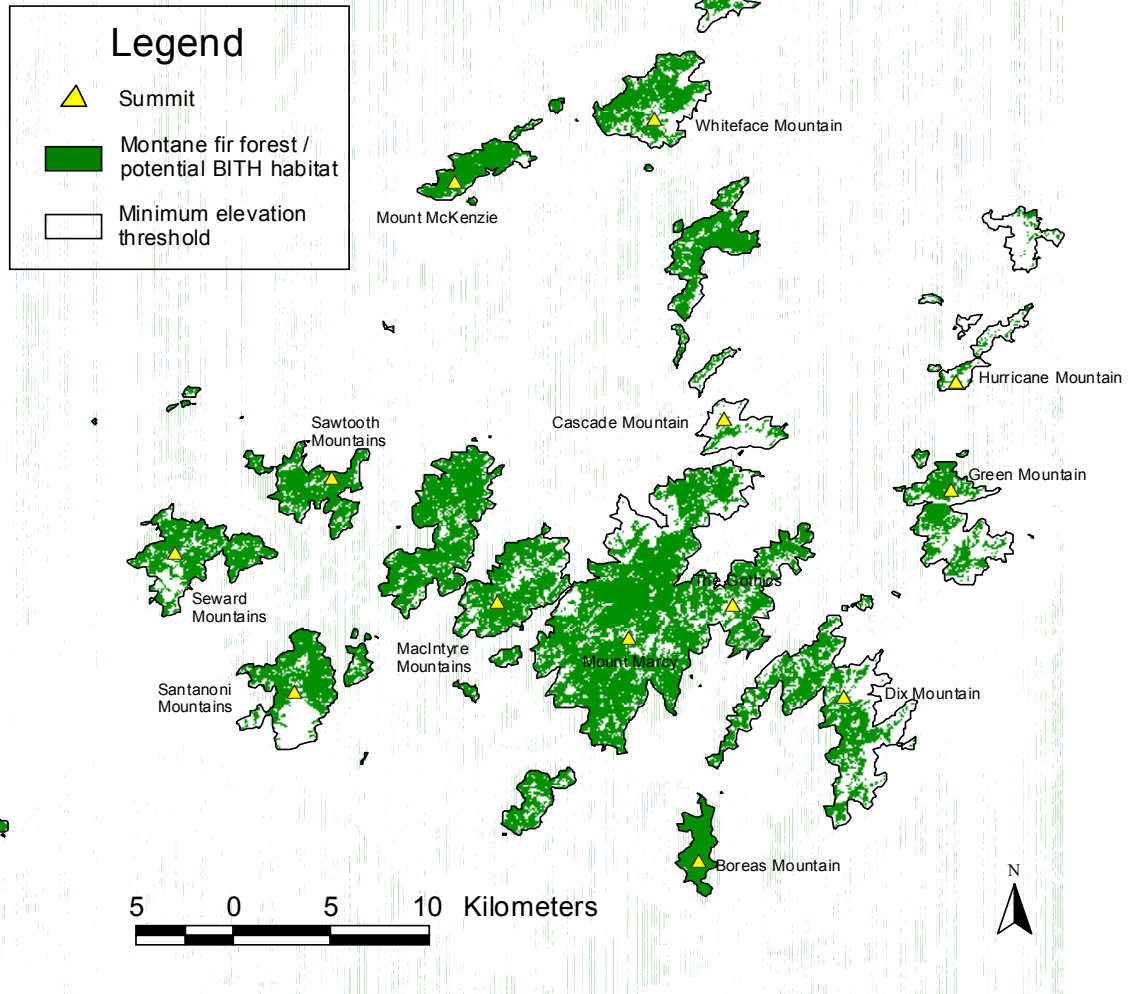 Legend
Summit
Montane fir forest /
potential BITH habitat
Minimum elevation
threshold
Whiteface Mountain
Mount McKenzie
Hurricane Mountain
Cascade Mountain
Sawtooth
Mountains
Green Mountain
The Gothics
Seward
Mountains
MacIntyre
Mountains
Mount Marcy
Santanoni
Mountains
Dix Mountain
Boreas Mountain
N
5 0 5 10 Kilometers